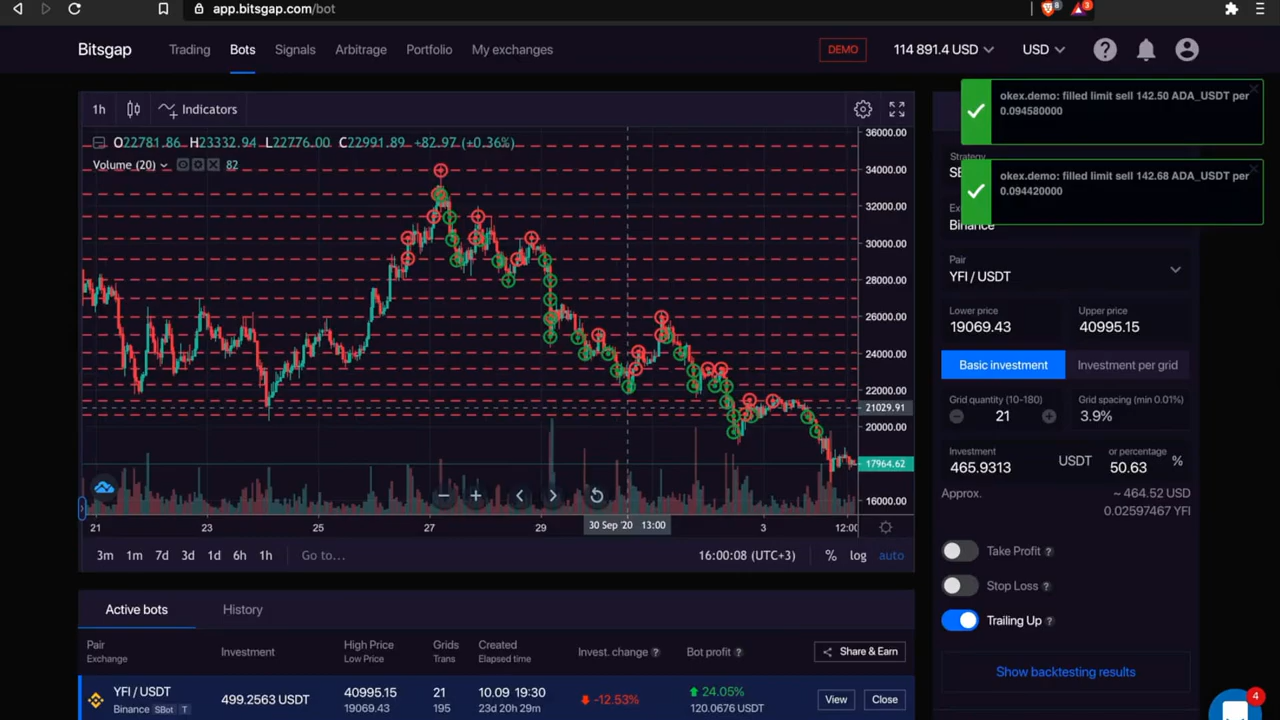 app.bitsgap.com/bot
8
3
Bitsgap
Trading
Bots
Signals
Arbitrage
Portfolio
My exchanges
DEMO
114 891.4 USD
USD
okex.demo: filled limit sell 142.50 ADA_USDT per
0.094580000
okex.demo: filled limit sell 142.68 ADA_USDT per
0.094420000
1h
Indicators
O22781.86 H23332.94 L22776.00 C22991.89 +82.97 (+0.36%)
Volume (20)
82
36000.00
34000.00
32000.00
30000.00
28000.00
26000.00
24000.00
22000.00
21029.91
20000.00
17964.62
16000.00
21
23
25
27
29
30 Sep '20 13:00
3
12:00
3m
1m
7d
3d
1d
6h
1h
Go to...
16:00:08 (UTC+3)
%
log
auto
Strategy
Binance
Pair
YFI / USDT
Lower price
19069.43
Upper price
40995.15
Basic investment
Investment per grid
Grid quantity (10-180)
21
Grid spacing (min 0.01%)
3.9%
Investment
465.9313
USDT
or percentage
50.63
%
Approx.
~ 464.52 USD
0.02597467 YFI
Take Profit ?
Stop Loss ?
Trailing Up ?
Show backtesting results
4
Active bots
History
Pair
Exchange
Investment
High Price
Low Price
Grids
Trans
Created
Elapsed time
Invest. change ?
Bot profit ?
Share & Earn
YFI / USDT
Binance SBot T
499.2563 USDT
40995.15
19069.43
21
195
10.09 19:30
23d 20h 29m
-12.53%
24.05%
120.0676 USDT
View
Close